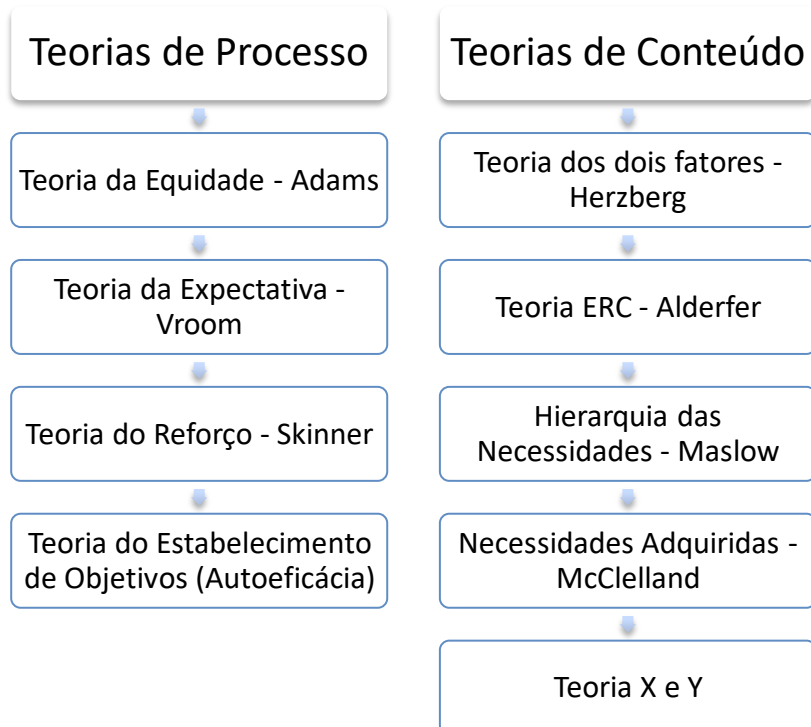 Teorias de Processo
Teoria da Equidade - Adams
Teoria da Expectativa -
Vroom
Teoria do Reforço - Skinner
Teoria do Estabelecimento
de Objetivos (Autoeficácia)
Teorias de Conteúdo
Teoria dos dois fatores -
Herzberg
Teoria ERC - Alderfer
Hierarquia das
Necessidades - Maslow
Necessidades Adquiridas -
McClelland
Teoria X e Y